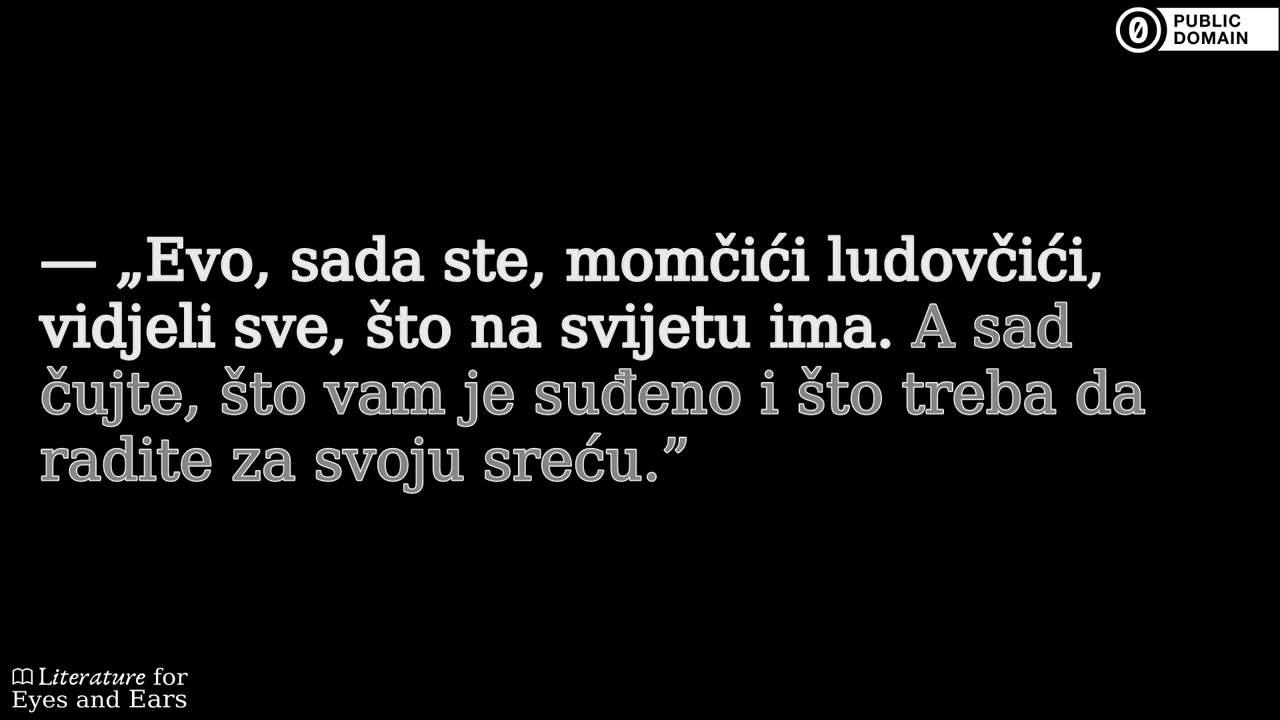 PUBLIC
DOMAIN
— „Evo, sada ste, momčići ludovčići,
vidjeli sve, što na svijetu ima. A sad
čujte, što vam je suđeno i što treba da
radite za svoju sreću.”
Literature for
Eyes and Ears